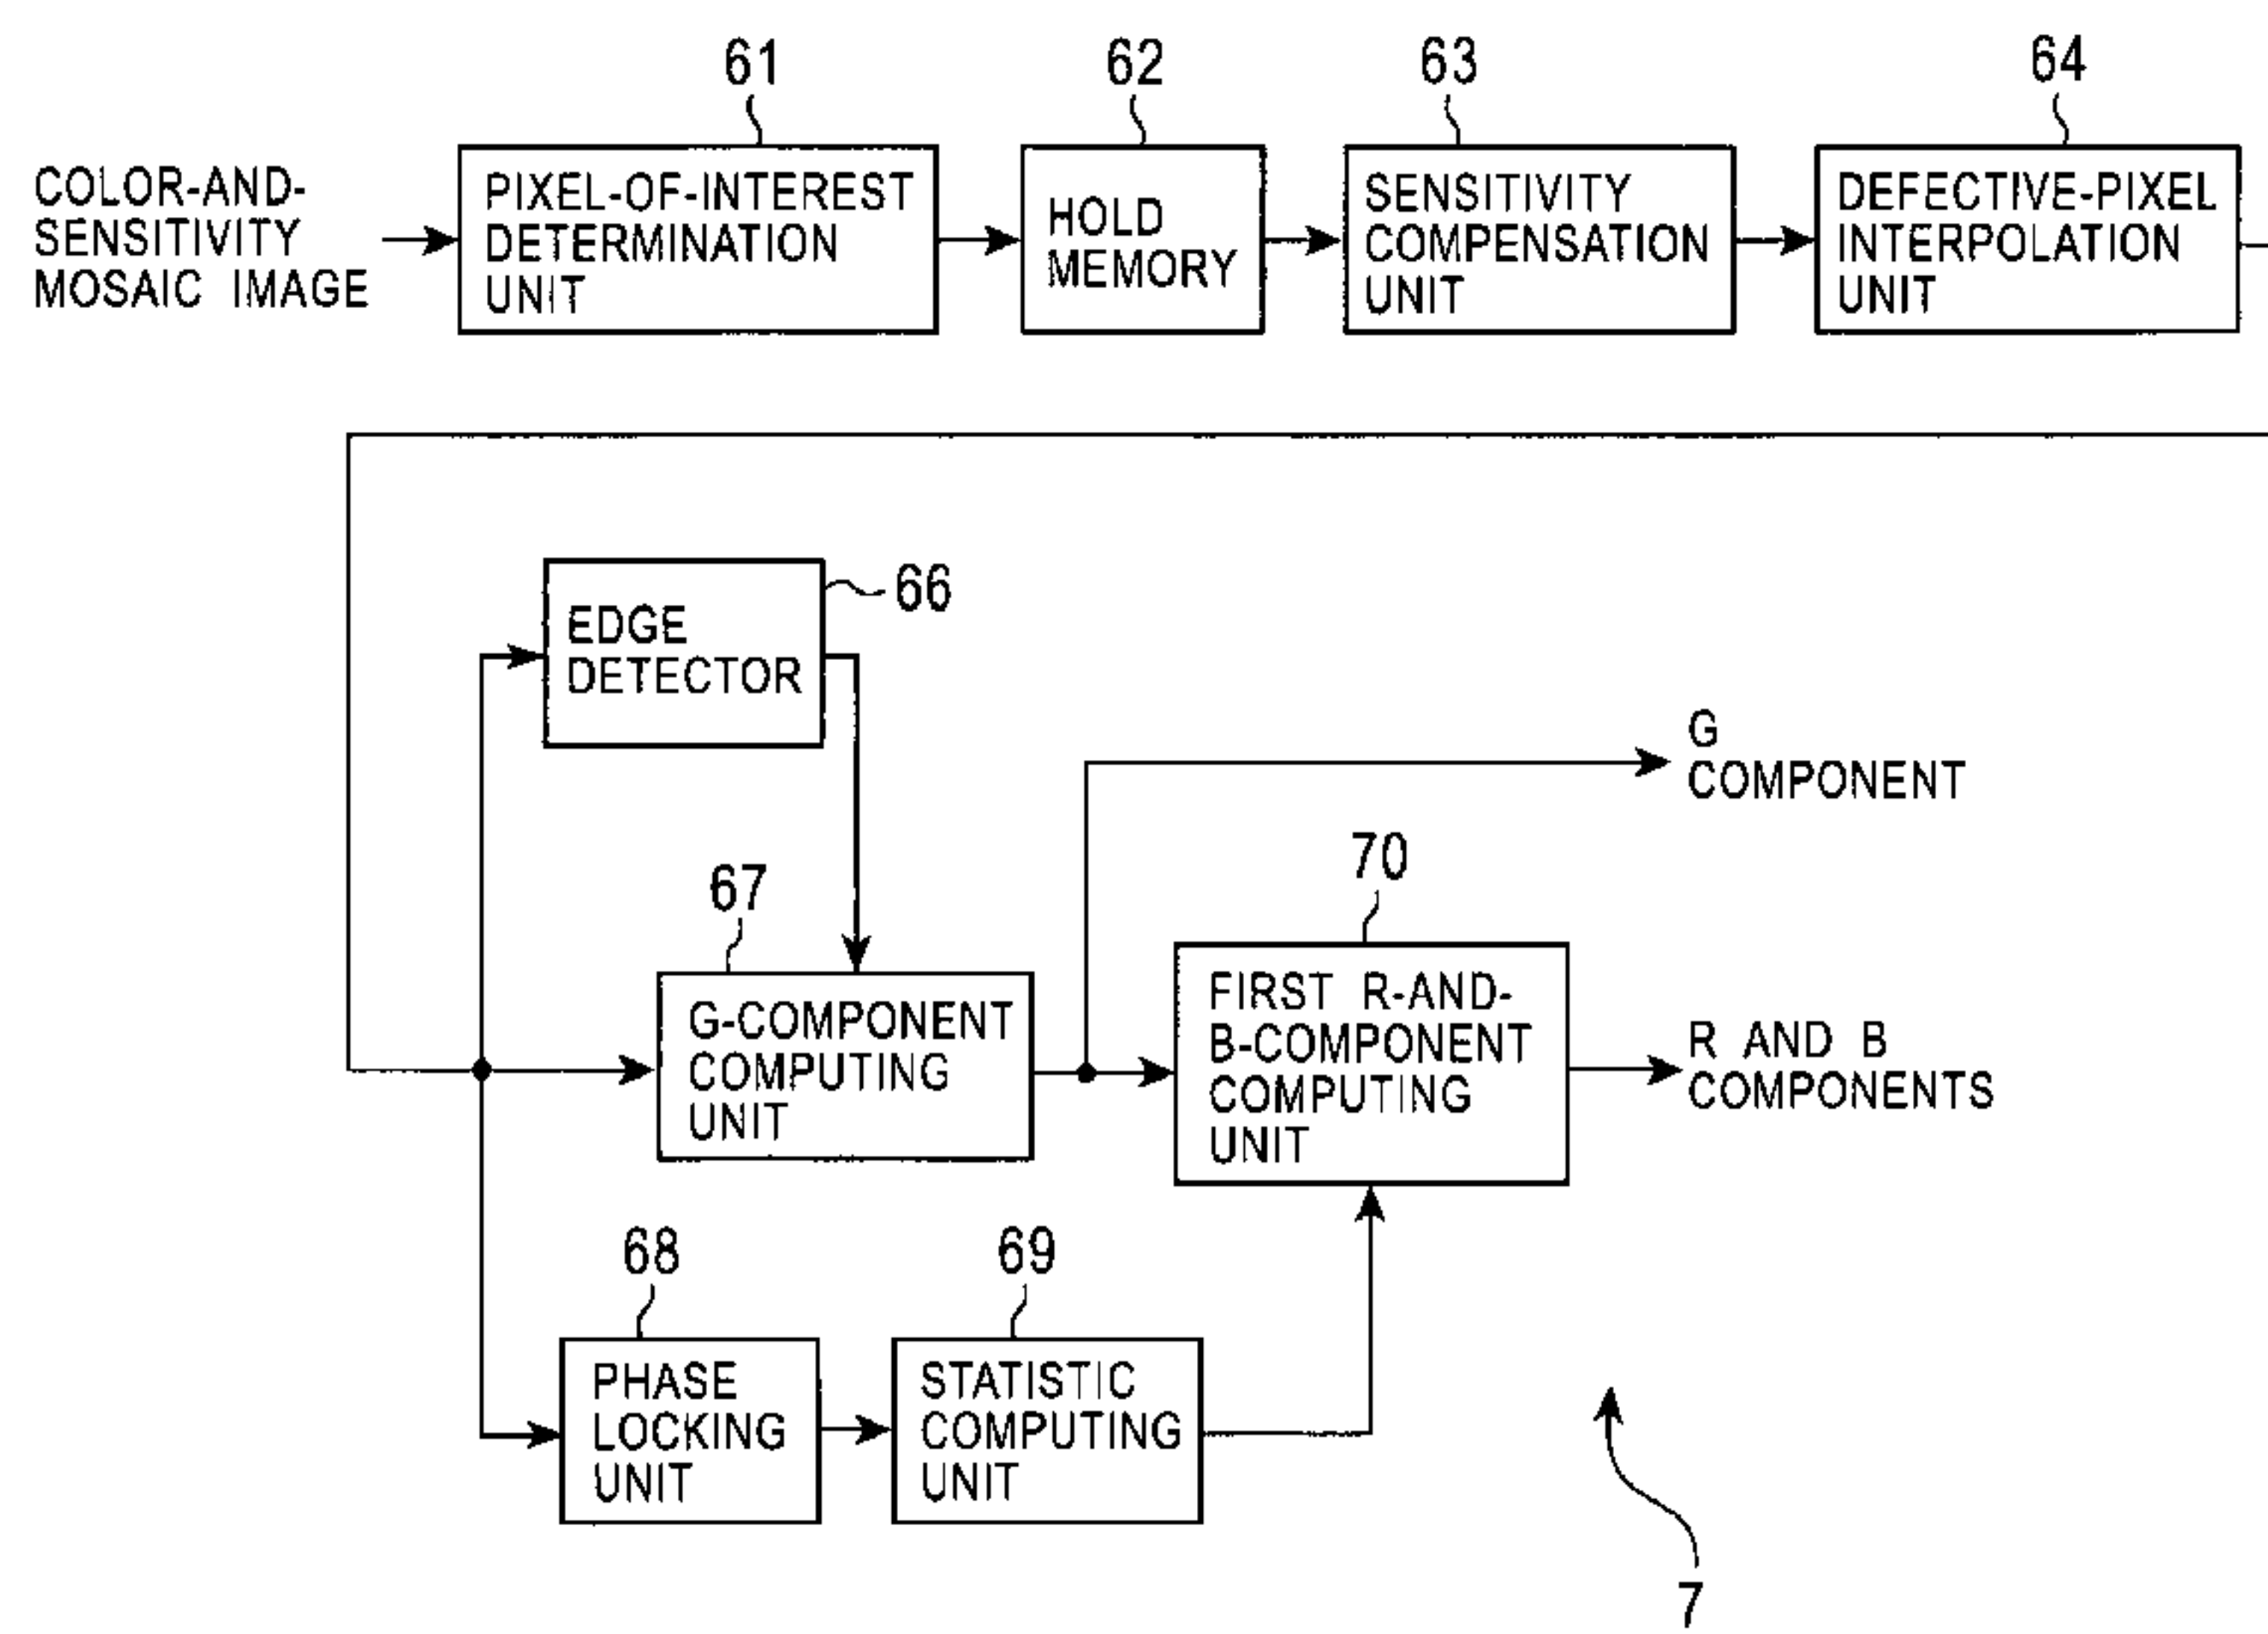 61
62
63
64
COLOR-AND-
SENSITIVITY
MOSAIC IMAGE
PIXEL-OF-INTEREST
DETERMINATION
UNIT
HOLD
MEMORY
SENSITIVITY
COMPENSATION
UNIT
DEFECTIVE-PIXEL
INTERPOLATION
UNIT
66
EDGE
DETECTOR
G
COMPONENT
67
70
G-COMPONENT
COMPUTING
UNIT
FIRST R-AND-
B-COMPONENT
COMPUTING
UNIT
R AND B
COMPONENTS
68
69
PHASE
LOCKING
UNIT
STATISTIC
COMPUTING
UNIT
7